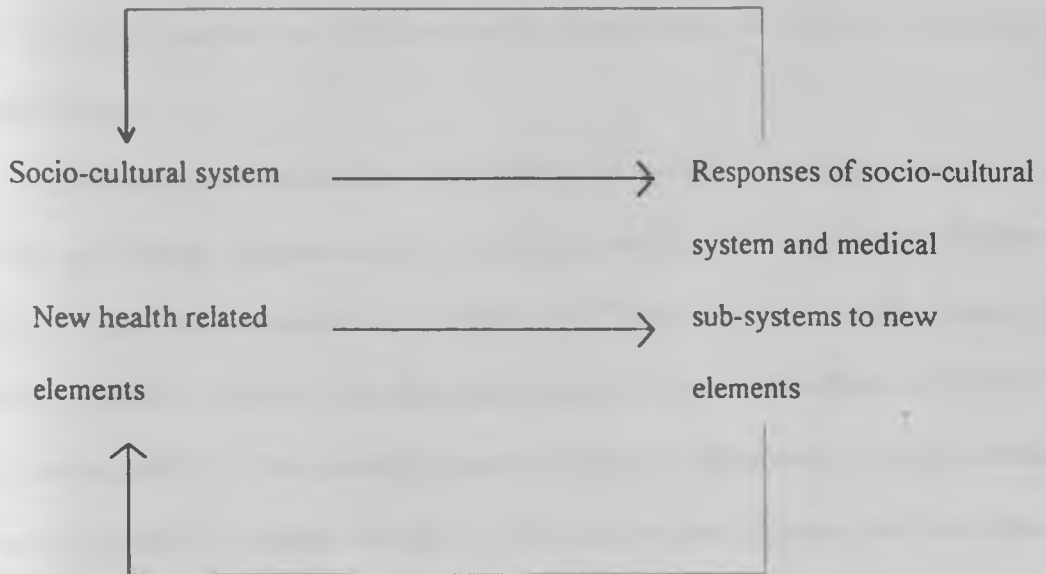 Socio-cultural system
New health related
elements
Responses of socio-cultural
system and medical
sub-systems to new
elements